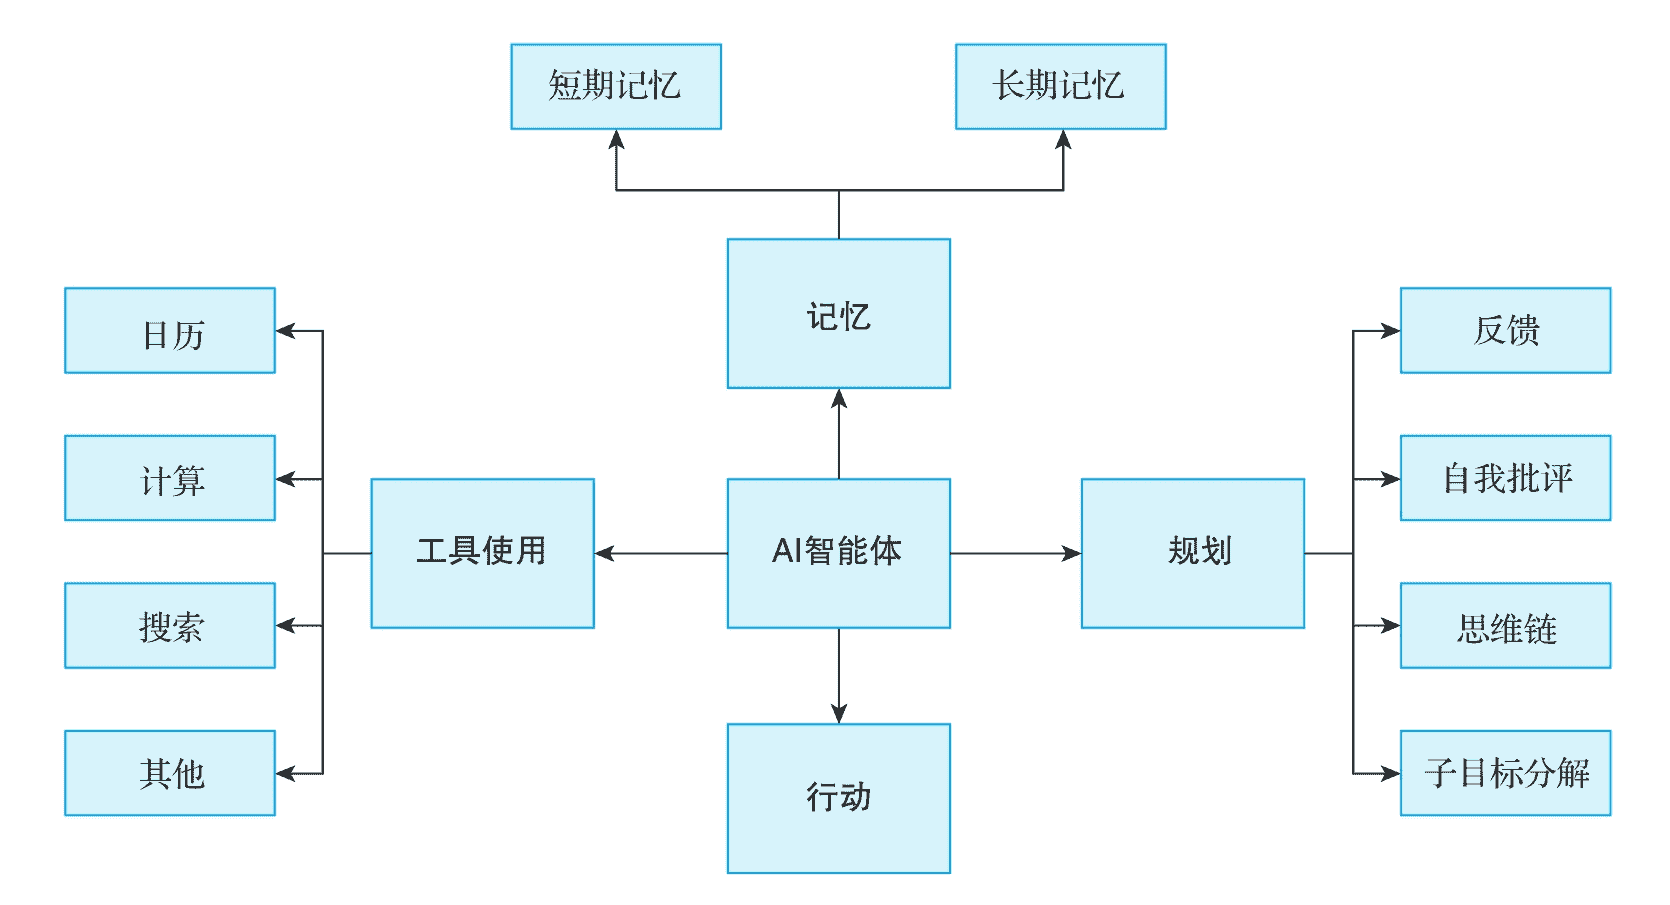 短期记忆
长期记忆
记忆
日历
反馈
计算
自我批评
工具使用
AI智能体
规划
搜索
思维链
其他
子目标分解
行动